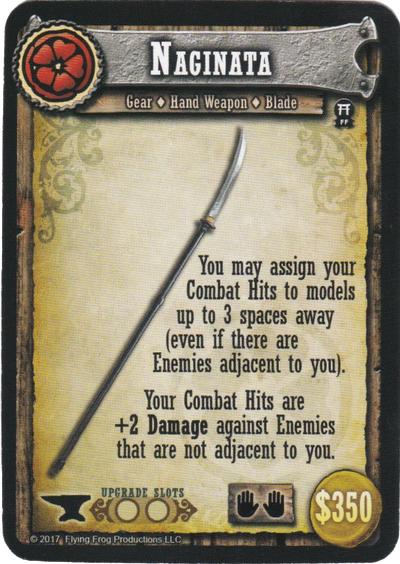 Naginata
Gear ♦ Hand Weapon ♦ Blade
FF
You may assign your
Combat Hits to models
up to 3 spaces away
(even if there are
Enemies adjacent to you).
Your Combat Hits are
+2 Damage against Enemies
that are not adjacent to you.
Upgrade Slots
$350
© 2017 Flying Frog Productions LLC